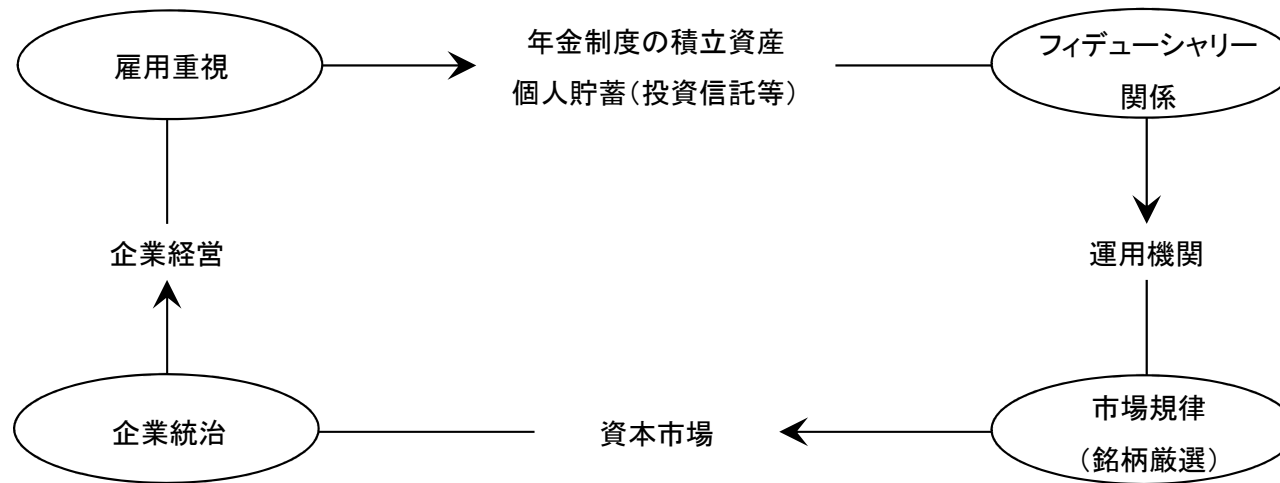 雇用重視
年金制度の積立資産
個人貯蓄（投資信託等）
フィデューシャリー
関係
企業経営
運用機関
企業統治
資本市場
市場規律
（銘柄厳選）